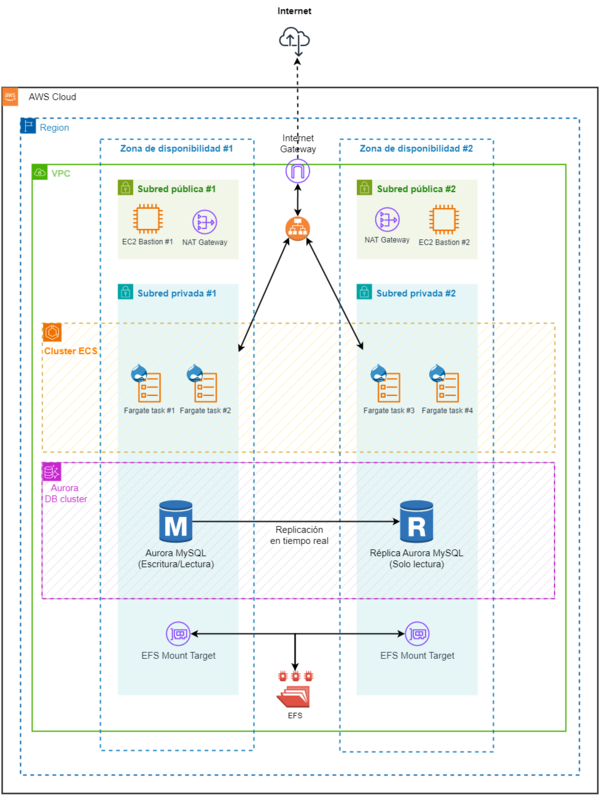 Internet
AWS Cloud
aws
Region
Zona de disponibilidad #1
Internet
Gateway
Zona de disponibilidad #2
VPC
Subred pública #1
Subred pública #2
EC2 Bastion #1
NAT Gateway
NAT Gateway
EC2 Bastion #2
Subred privada #1
Subred privada #2
Cluster ECS
Fargate task #1
Fargate task #2
Fargate task #3
Fargate task #4
Aurora
DB cluster
M
R
Replicación
en tiempo real
Aurora MySQL
(Escritura/Lectura)
Réplica Aurora MySQL
(Solo lectura)
EFS Mount Target
EFS Mount Target
EFS